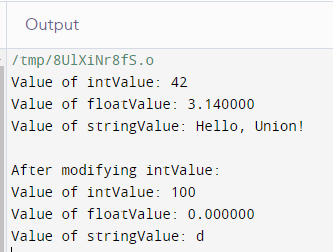 Output
/tmp/8UlXiNr8fS.o
Value of intValue: 42
Value of floatValue: 3.140000
Value of stringValue: Hello, Union!
After modifying intValue:
Value of intValue: 100
Value of floatValue: 0.000000
Value of stringValue: d